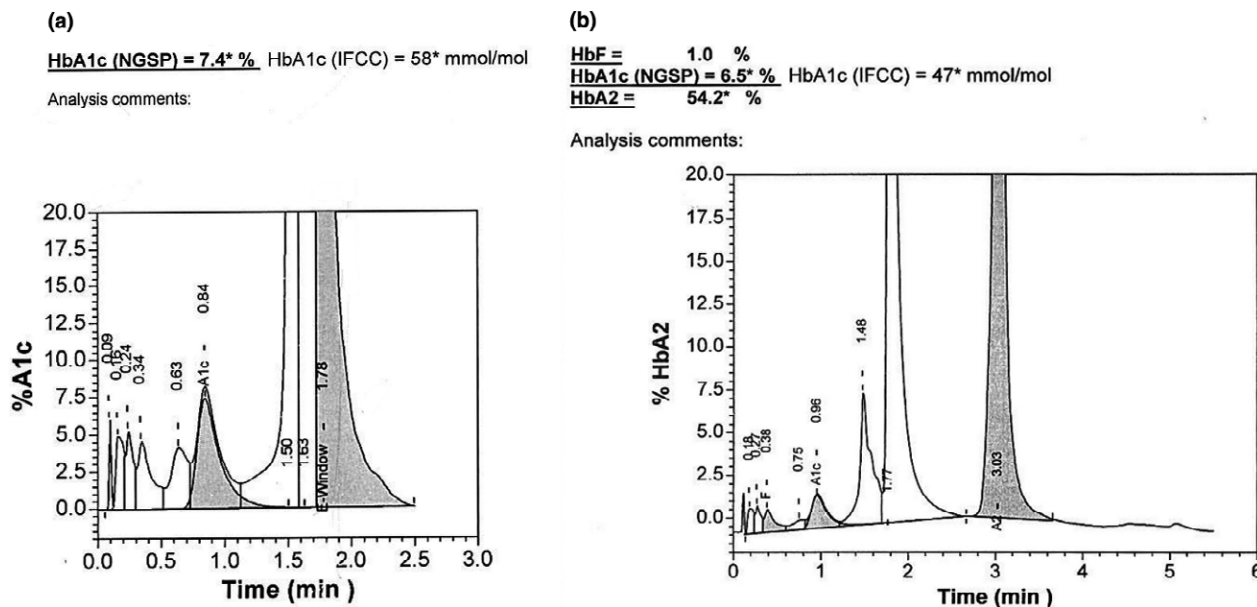 (a)
HbA1c (NGSP) = 7.4* % HbA1c (IFCC) = 58* mmol/mol
Analysis comments:
%A1c
20.0
17.5
15.0
12.5
10.0
7.5
5.0
2.5
0.0
0.09
0.16
0.24
0.34
0.63
0.84
A1c
1.50
1.63
E-Window
1.78
0.0 0.5 1.0 1.5 2.0 2.5 3.0
Time (min )
(b)
HbF = 1.0 %
HbA1c (NGSP) = 6.5* % HbA1c (IFCC) = 47* mmol/mol
HbA2 = 54.2* %
Analysis comments:
% HbA2
20.0
17.5
15.0
12.5
10.0
7.5
5.0
2.5
0.0
0.18
0.27
0.38
F
0.75
0.96
A1c
1.48
1.77
3.03
A2
0 1 2 3 4 5 6
Time (min )